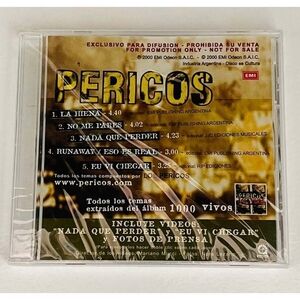 EXCLUSIVO PARA DIFUSION - PROHIBIDA SU VENTA
FOR PROMOTION ONLY - NOT FOR SALE
℗ 2000 EMI Odeon S.A.I.C. - © 2000 EMI Odeon S.A.I.C.
Industria Argentina - Disco es Cultura
PERICOS
EMI
1. LA HIENA - 4.40
2. NO ME PARES - 4.02
3. NADA QUE PERDER - 4.23
4. RUNAWAY / ESO ES REAL - 3.00
5. EU VI CHEGAR - 3.25
Todos los temas compuestos por PERICOS
www.pericos.com
Todos los temas
extraídos del álbum 1000 vivos
PERICOS
INCLUYE VIDEOS:
"NADA QUE PERDER" y "EU VI CHEGAR"
y FOTOS DE PRENSA